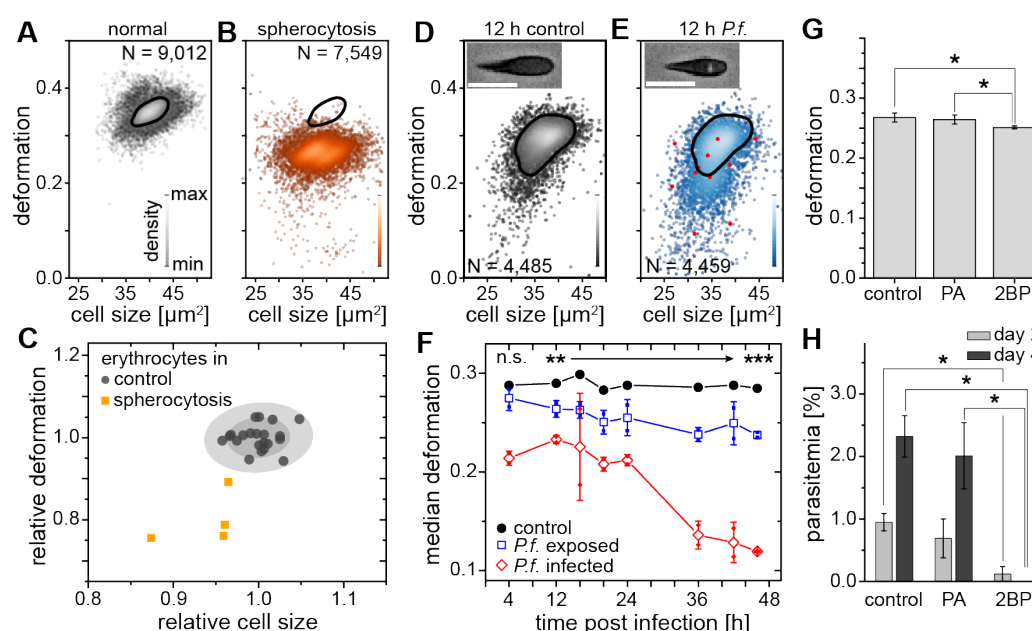 A
normal
N = 9,012
0.4
0.2
0.0
deformation
density
max
min
25
35
45
cell size [µm²]
B
spherocytosis
N = 7,549
25
35
45
cell size [µm²]
D
12 h control
0.4
0.2
0.0
deformation
N = 4,485
25
35
45
cell size [µm²]
E
12 h P.f.
N = 4,459
25
35
45
cell size [µm²]
G
0.3
0.2
0.1
0.0
deformation
*
*
control
PA
2BP
C
1.2
1.0
0.8
relative deformation
erythrocytes in
control
spherocytosis
0.8
0.9
1.0
1.1
relative cell size
F
n.s.
**
***
0.3
0.2
0.1
median deformation
control
P.f. exposed
P.f. infected
4
12
24
36
48
time post infection [h]
H
day
day
3.0
2.0
1.0
0.0
parasitemia [%]
*
*
*
control
PA
2BP